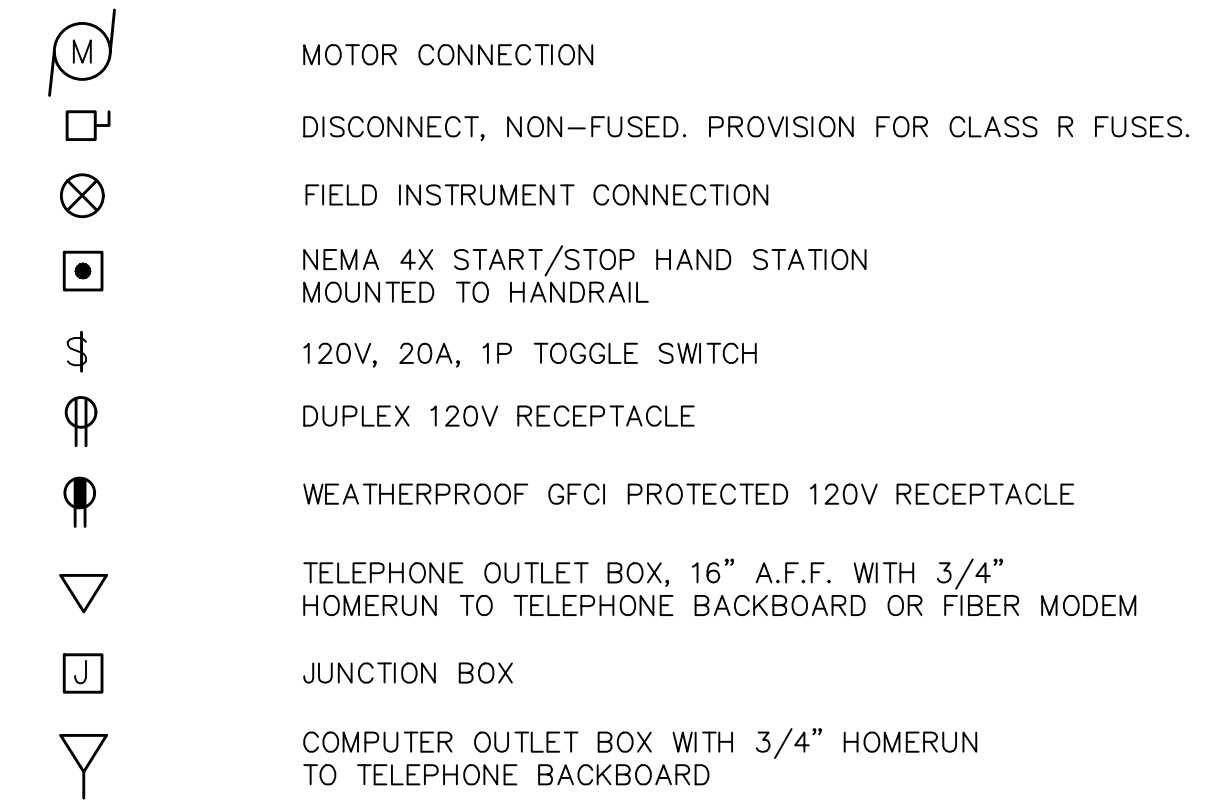 M MOTOR CONNECTION
DISCONNECT, NON-FUSED. PROVISION FOR CLASS R FUSES.
FIELD INSTRUMENT CONNECTION
NEMA 4X START/STOP HAND STATION
MOUNTED TO HANDRAIL
$ 120V, 20A, 1P TOGGLE SWITCH
DUPLEX 120V RECEPTACLE
WEATHERPROOF GFCI PROTECTED 120V RECEPTACLE
TELEPHONE OUTLET BOX, 16” A.F.F. WITH 3/4”
HOMERUN TO TELEPHONE BACKBOARD OR FIBER MODEM
J JUNCTION BOX
COMPUTER OUTLET BOX WITH 3/4” HOMERUN
TO TELEPHONE BACKBOARD